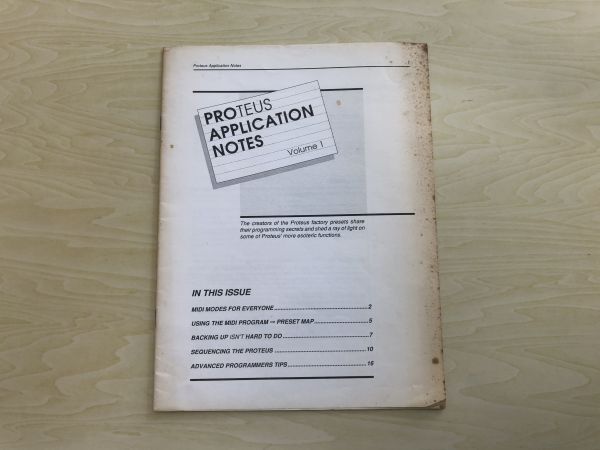 Proteus Application Notes
1
PROTEUS
APPLICATION
NOTES
Volume 1
The creators of the Proteus factory presets share
their programming secrets and shed a ray of light on
some of Proteus' more esoteric functions.
IN THIS ISSUE
MIDI MODES FOR EVERYONE 2
USING THE MIDI PROGRAM ⇨ PRESET MAP 5
BACKING UP ISN'T HARD TO DO 7
SEQUENCING THE PROTEUS 10
ADVANCED PROGRAMMERS TIPS 16